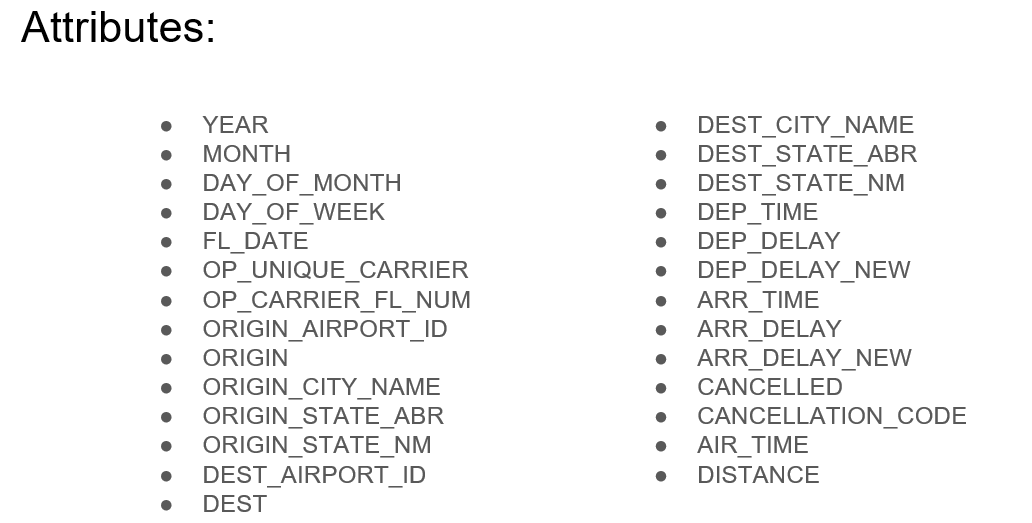 Attributes:
● YEAR
● MONTH
● DAY_OF_MONTH
● DAY_OF_WEEK
● FL_DATE
● OP_UNIQUE_CARRIER
● OP_CARRIER_FL_NUM
● ORIGIN_AIRPORT_ID
● ORIGIN
● ORIGIN_CITY_NAME
● ORIGIN_STATE_ABR
● ORIGIN_STATE_NM
● DEST_AIRPORT_ID
● DEST
● DEST_CITY_NAME
● DEST_STATE_ABR
● DEST_STATE_NM
● DEP_TIME
● DEP_DELAY
● DEP_DELAY_NEW
● ARR_TIME
● ARR_DELAY
● ARR_DELAY_NEW
● CANCELLED
● CANCELLATION_CODE
● AIR_TIME
● DISTANCE